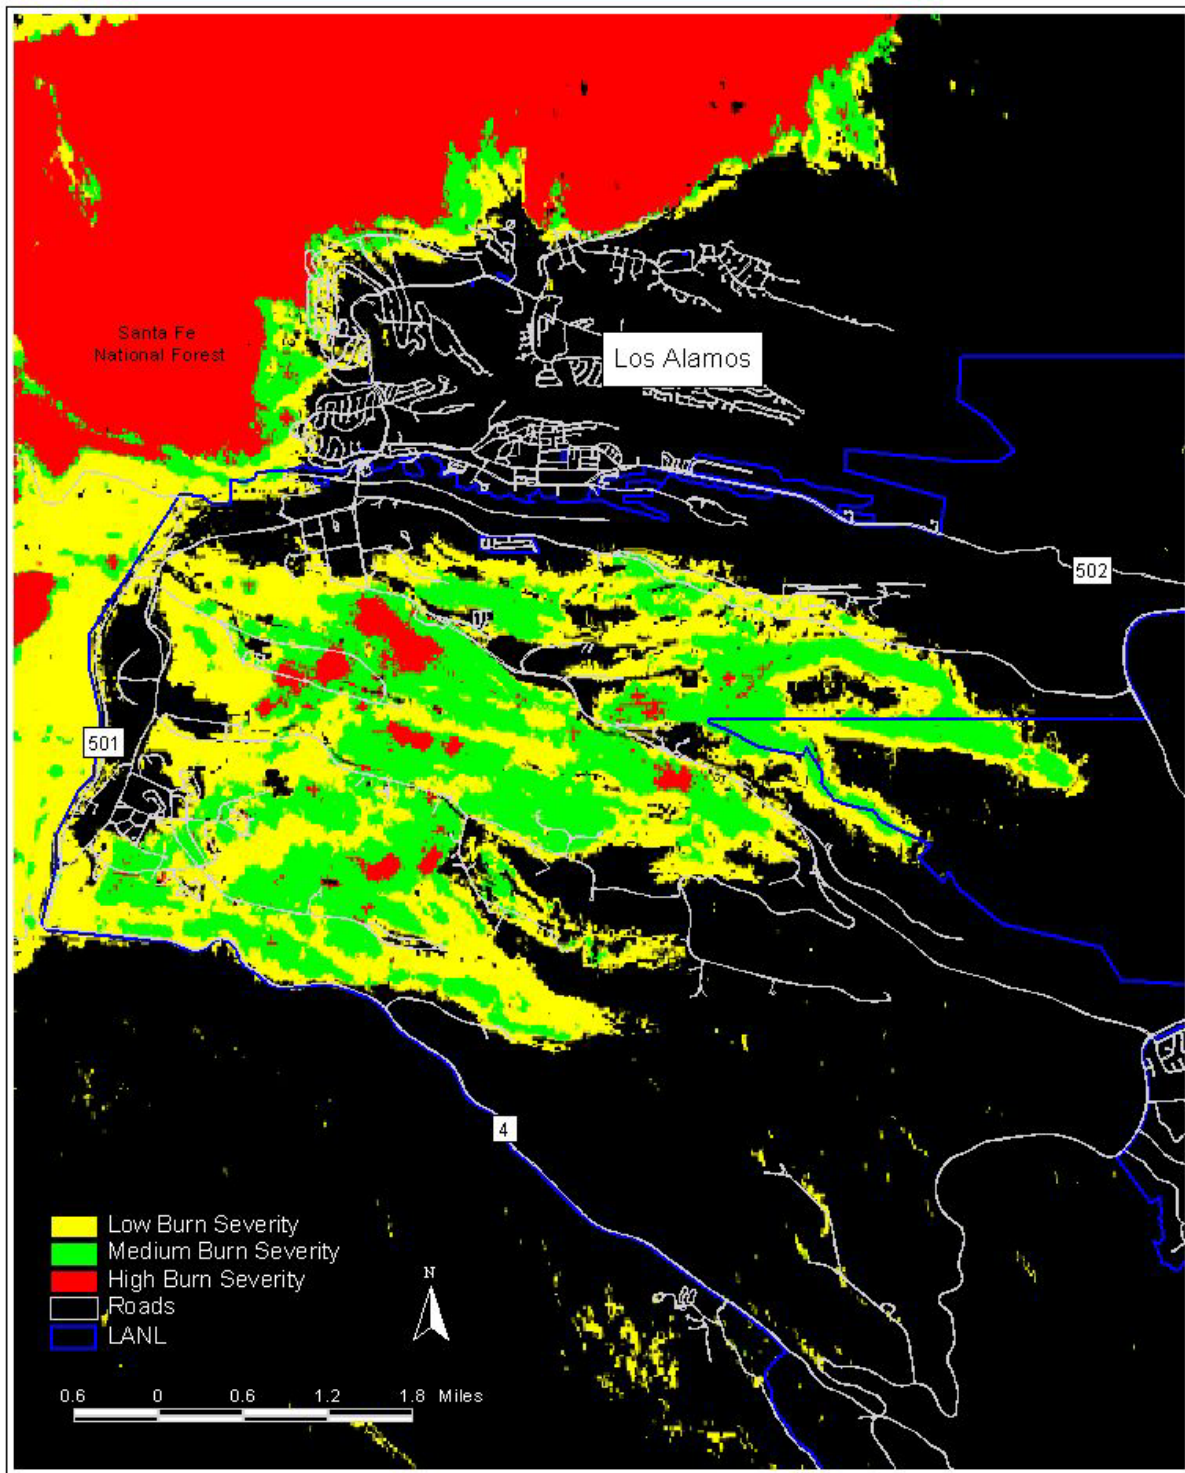 Santa Fe
National Forest
Los Alamos
502
501
4
Low Burn Severity
Medium Burn Severity
High Burn Severity
Roads
LANL
N
0.6 0 0.6 1.2 1.8 Miles